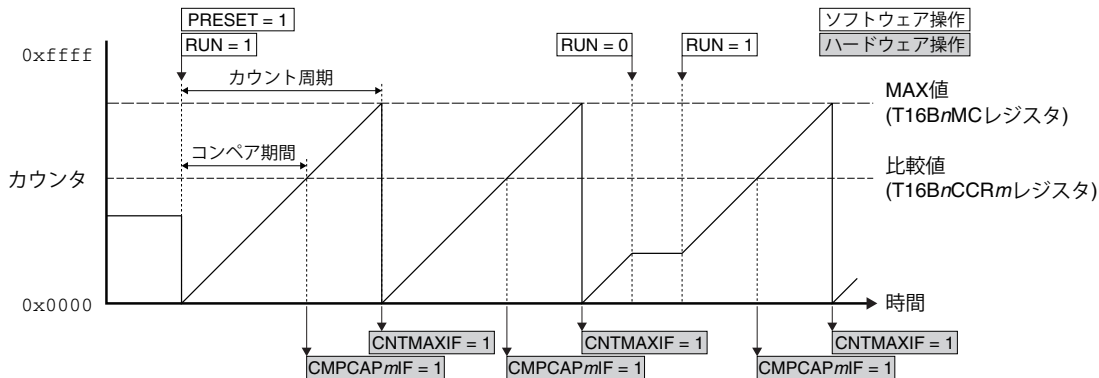 PRESET = 1
RUN = 1
RUN = 0
RUN = 1
ソフトウェア操作
ハードウェア操作
0xffff
カウント周期
MAX値
(T16BnMCレジスタ)
コンペア期間
カウンタ
比較値
(T16BnCCRmレジスタ)
0x0000
時間
CNTMAXIF = 1
CNTMAXIF = 1
CNTMAXIF = 1
CMPCAPmIF = 1
CMPCAPmIF = 1
CMPCAPmIF = 1